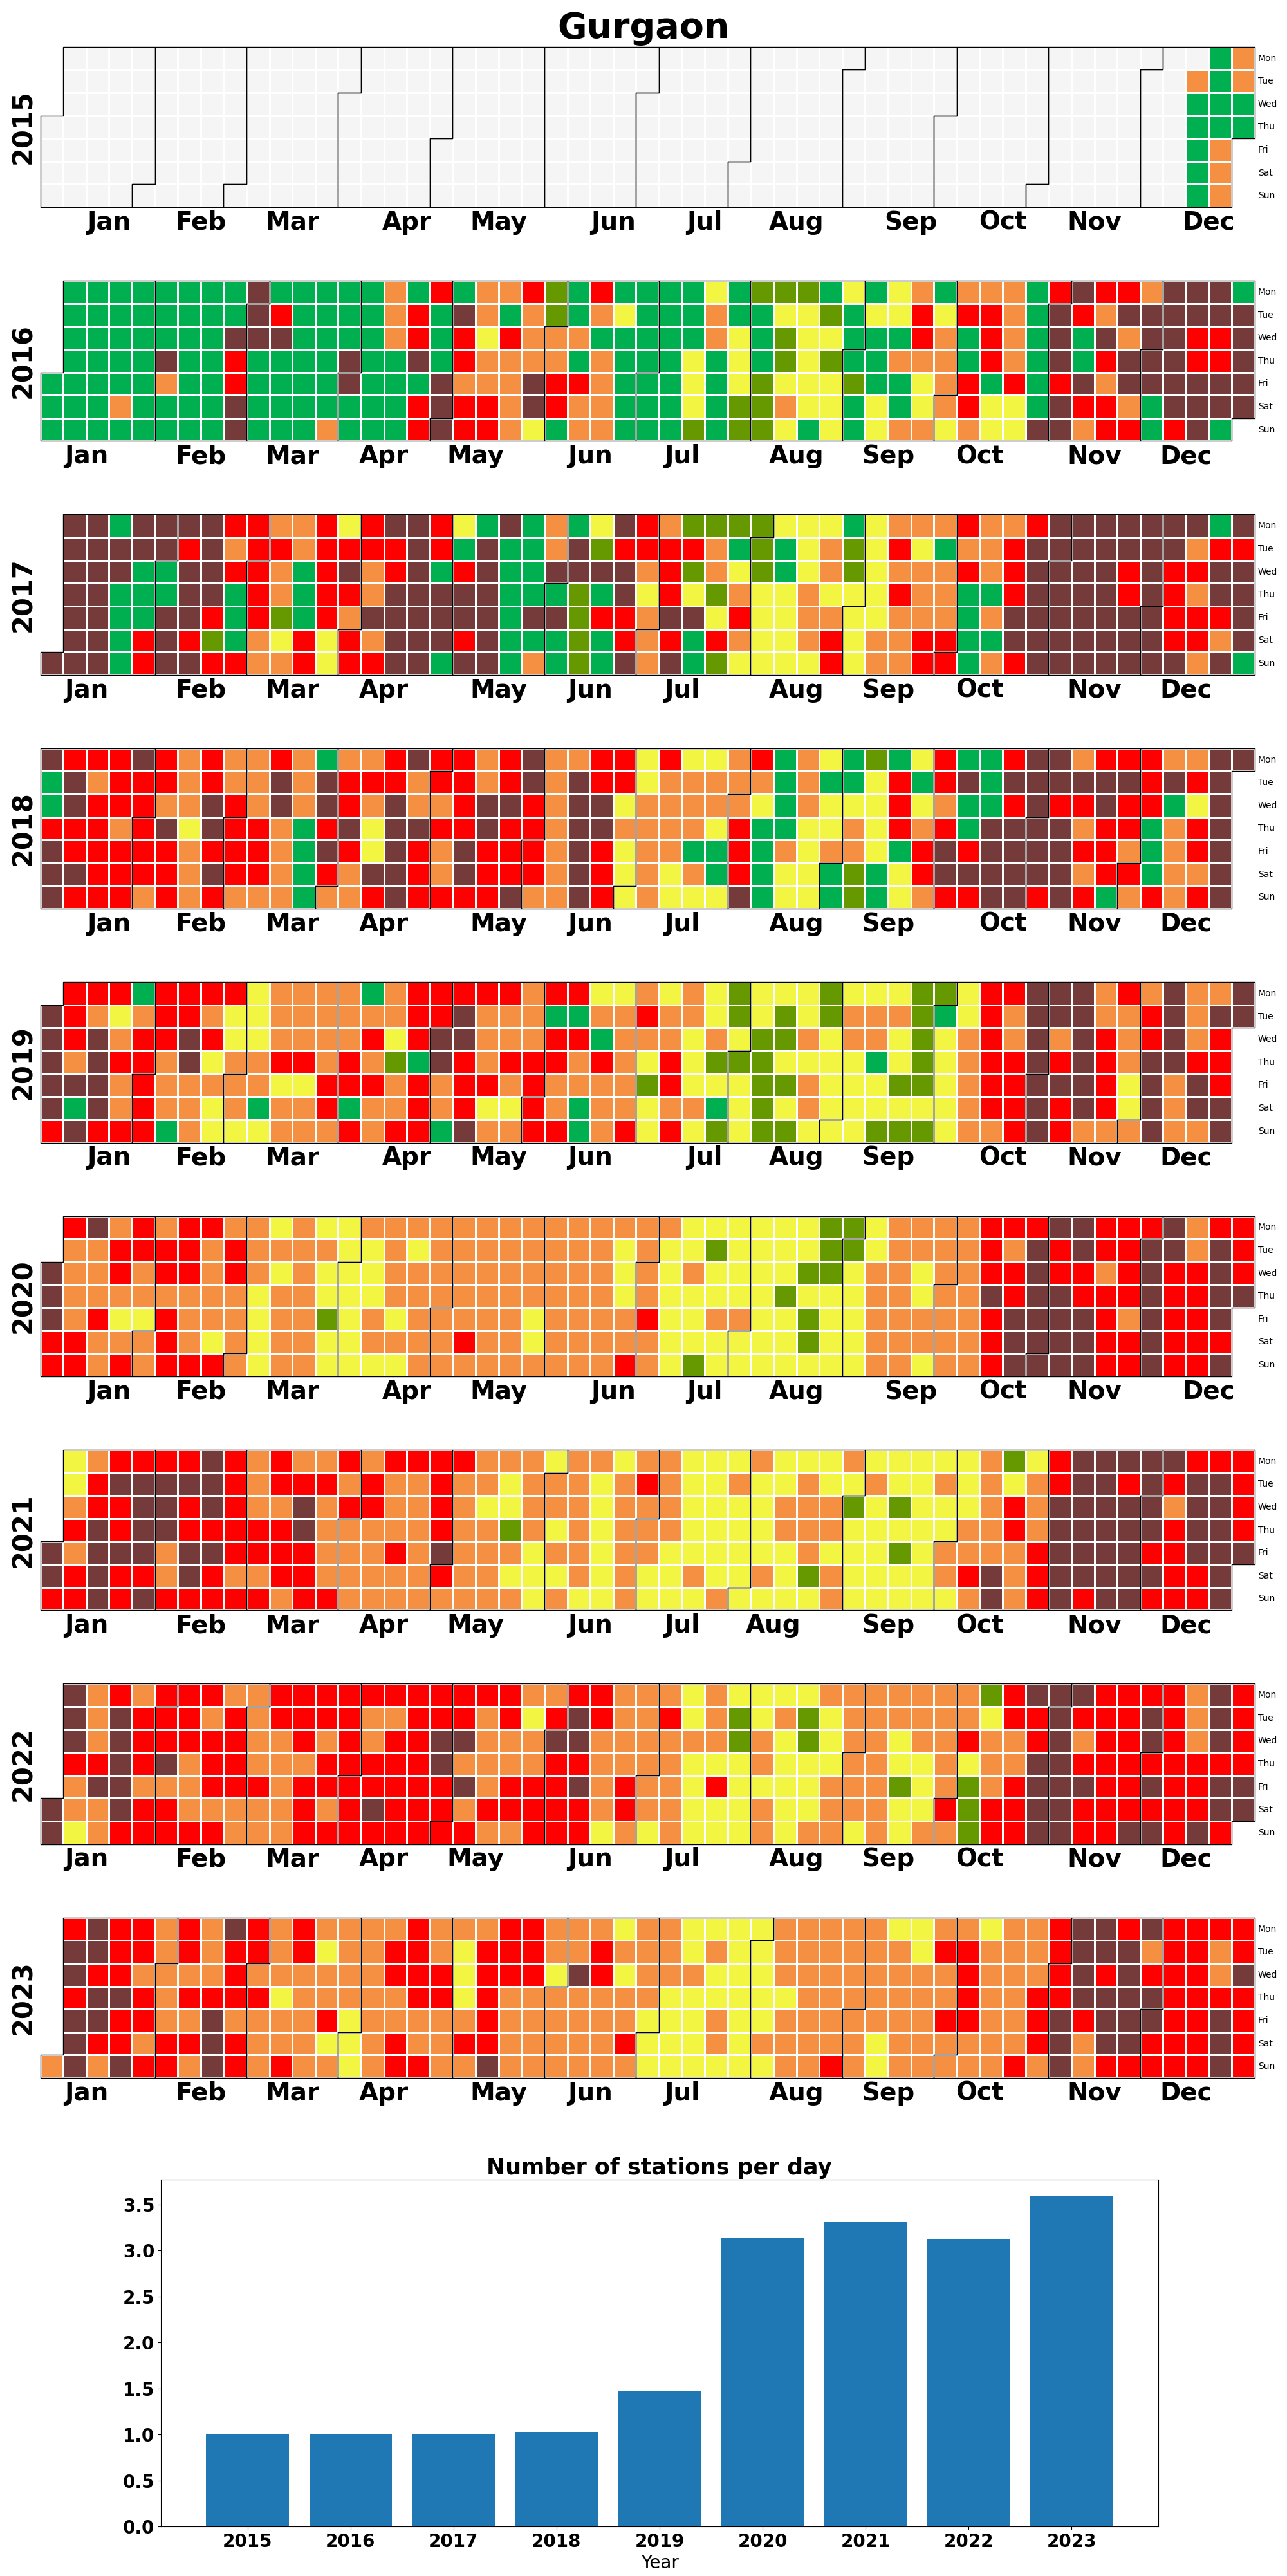 Gurgaon
2015
Mon
Tue
Wed
Thu
Fri
Sat
Sun
Jan Feb Mar Apr May Jun Jul Aug Sep Oct Nov Dec
2016
Mon
Tue
Wed
Thu
Fri
Sat
Sun
Jan Feb Mar Apr May Jun Jul Aug Sep Oct Nov Dec
2017
Mon
Tue
Wed
Thu
Fri
Sat
Sun
Jan Feb Mar Apr May Jun Jul Aug Sep Oct Nov Dec
2018
Mon
Tue
Wed
Thu
Fri
Sat
Sun
Jan Feb Mar Apr May Jun Jul Aug Sep Oct Nov Dec
2019
Mon
Tue
Wed
Thu
Fri
Sat
Sun
Jan Feb Mar Apr May Jun Jul Aug Sep Oct Nov Dec
2020
Mon
Tue
Wed
Thu
Fri
Sat
Sun
Jan Feb Mar Apr May Jun Jul Aug Sep Oct Nov Dec
2021
Mon
Tue
Wed
Thu
Fri
Sat
Sun
Jan Feb Mar Apr May Jun Jul Aug Sep Oct Nov Dec
2022
Mon
Tue
Wed
Thu
Fri
Sat
Sun
Jan Feb Mar Apr May Jun Jul Aug Sep Oct Nov Dec
2023
Mon
Tue
Wed
Thu
Fri
Sat
Sun
Jan Feb Mar Apr May Jun Jul Aug Sep Oct Nov Dec
Number of stations per day
3.5
3.0
2.5
2.0
1.5
1.0
0.5
0.0
2015 2016 2017 2018 2019 2020 2021 2022 2023
Year